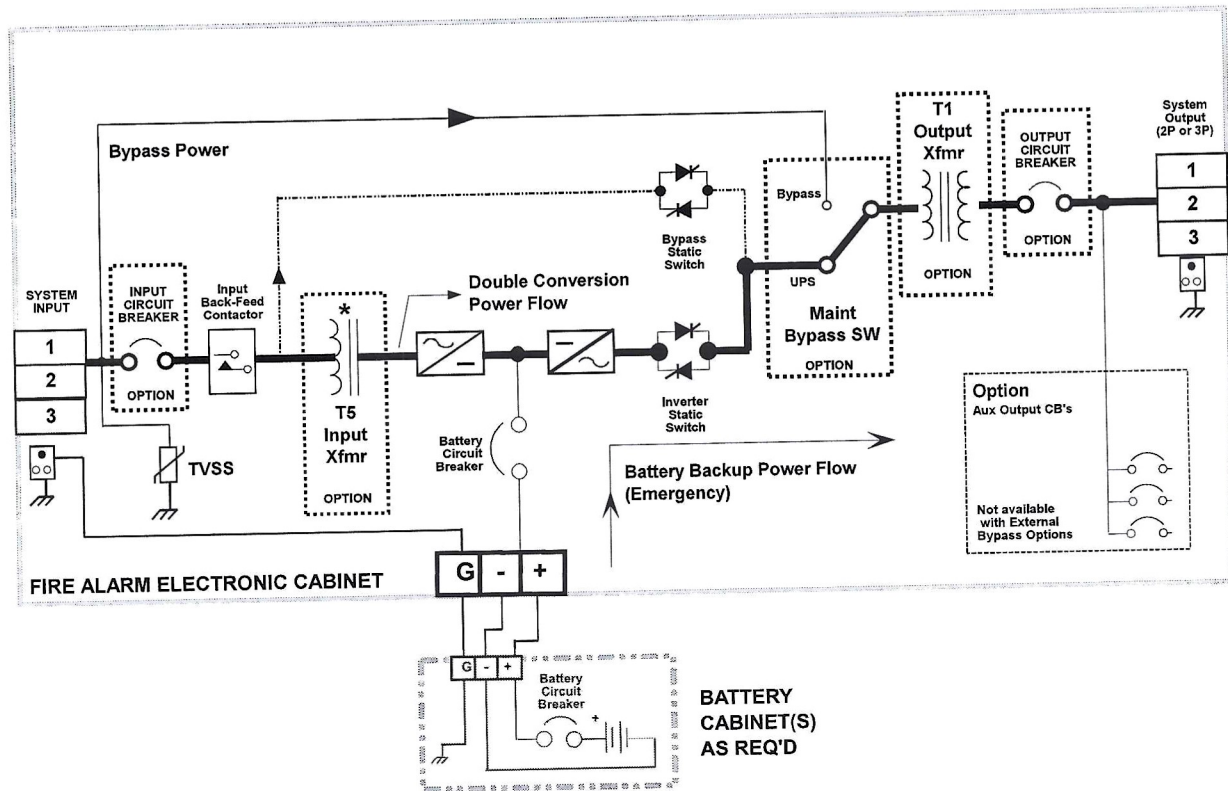 Bypass Power
T1
Output
Xfmr
OPTION
OUTPUT
CIRCUIT
BREAKER
OPTION
System
Output
(2P or 3P)
1
2
3
Bypass
Static
Switch
Bypass
UPS
Maint
Bypass SW
OPTION
SYSTEM
INPUT
1
2
3
INPUT
CIRCUIT
BREAKER
OPTION
Input
Back-Feed
Contactor
*
T5
Input
Xfmr
OPTION
Double Conversion
Power Flow
Inverter
Static
Switch
TVSS
Battery
Circuit
Breaker
Battery Backup Power Flow
(Emergency)
Option
Aux Output CB's
Not available
with External
Bypass Options
FIRE ALARM ELECTRONIC CABINET
G - +
G - +
Battery
Circuit
Breaker
+
BATTERY
CABINET(S)
AS REQ'D